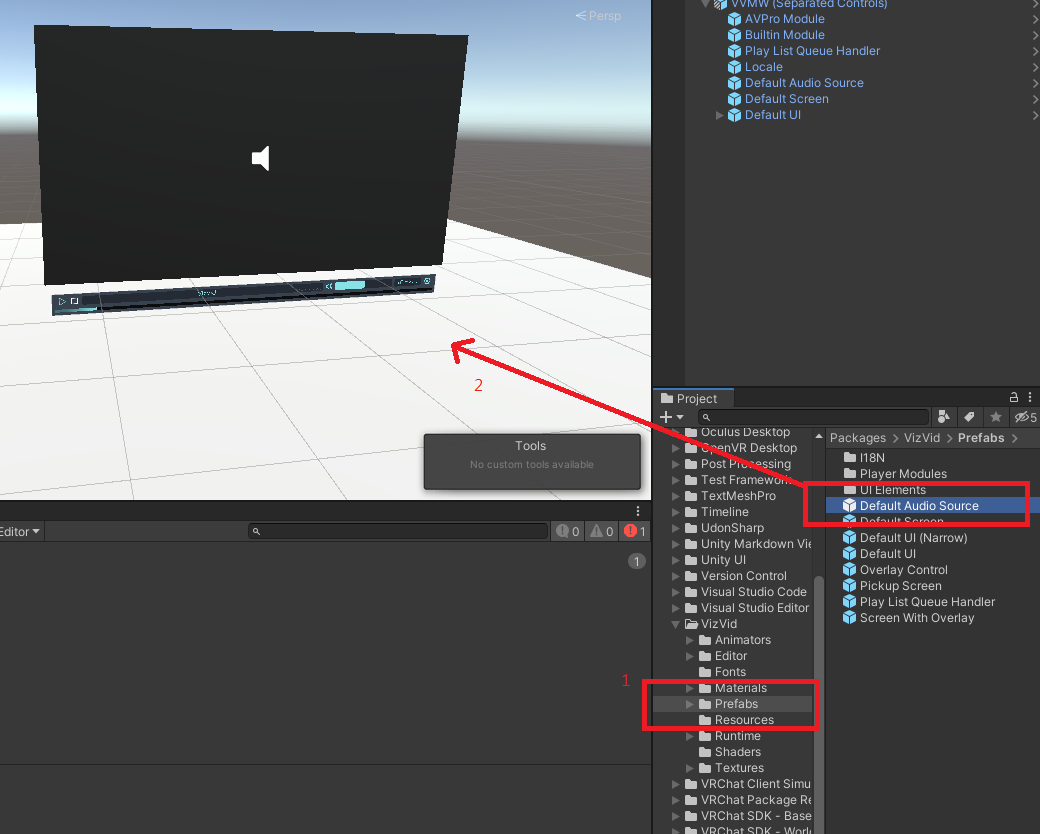 Persp
VVMW (Separated Controls)
AVPro Module
Builtin Module
Play List Queue Handler
Locale
Default Audio Source
Default Screen
Default UI
2
Tools
No custom tools available
Editor
0
0
1
1
Project
5
Oculus Desktop
OpenVR Desktop
Post Processing
Test Framework
TextMeshPro
Timeline
UdonSharp
Unity Markdown Vie
Unity UI
Version Control
Visual Studio Code
Visual Studio Editor
VizVid
Animators
Editor
Fonts
1
Materials
Prefabs
Resources
Runtime
Shaders
Textures
VRChat Client Simu
VRChat Package Re
VRChat SDK - Base
VRChat SDK - Worl
Packages > VizVid > Prefabs >
I18N
Player Modules
UI Elements
Default Audio Source
Default Screen
Default UI (Narrow)
Default UI
Overlay Control
Pickup Screen
Play List Queue Handler
Screen With Overlay